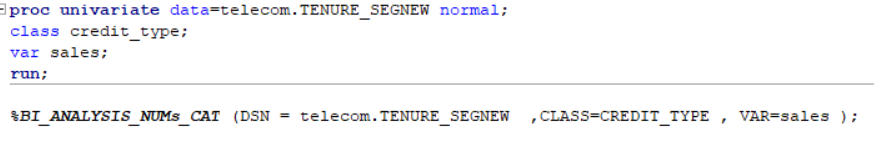 proc univariate data=telecom.TENURE_SEGNEW normal;
class credit_type;
var sales;
run;
%BI_ANALYSIS_NUMs_CAT (DSN = telecom.TENURE_SEGNEW  ,CLASS=CREDIT_TYPE , VAR=sales );